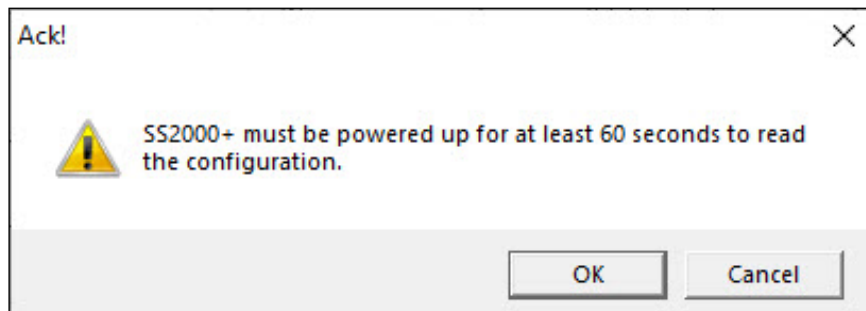 Ack!
SS2000+ must be powered up for at least 60 seconds to read
the configuration.
OK
Cancel